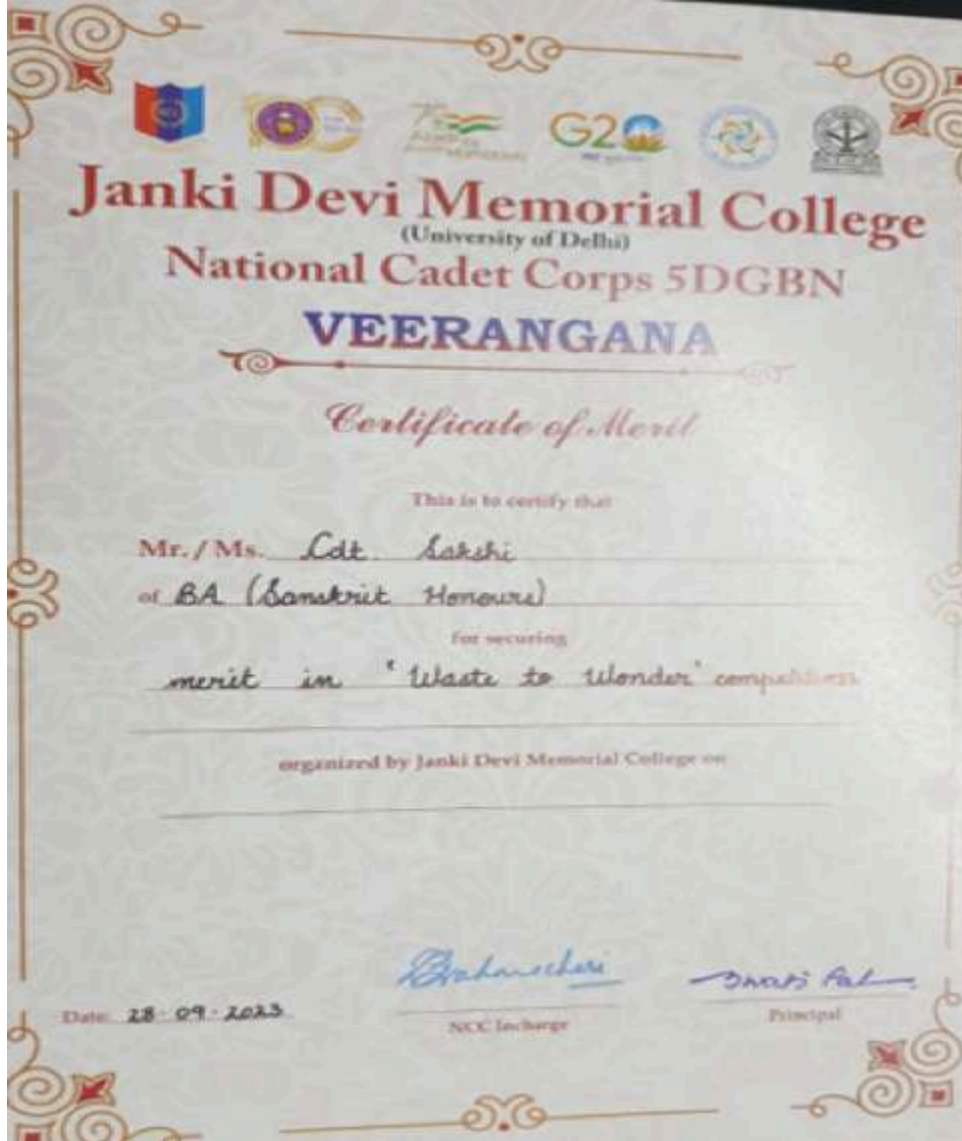 G20
Janki Devi Memorial College
(University of Delhi)
National Cadet Corps 5DGBN
VEERANGANA
Certificate of Merit
This is to certify that
Mr./Ms. Cdt. Sakshi
of BA (Sanskrit Honours)
for securing
merit in "Waste to Wonder" competition
organized by Janki Devi Memorial College on
Swati Pal
Date: 28-09-2023
NCC Incharge
Principal